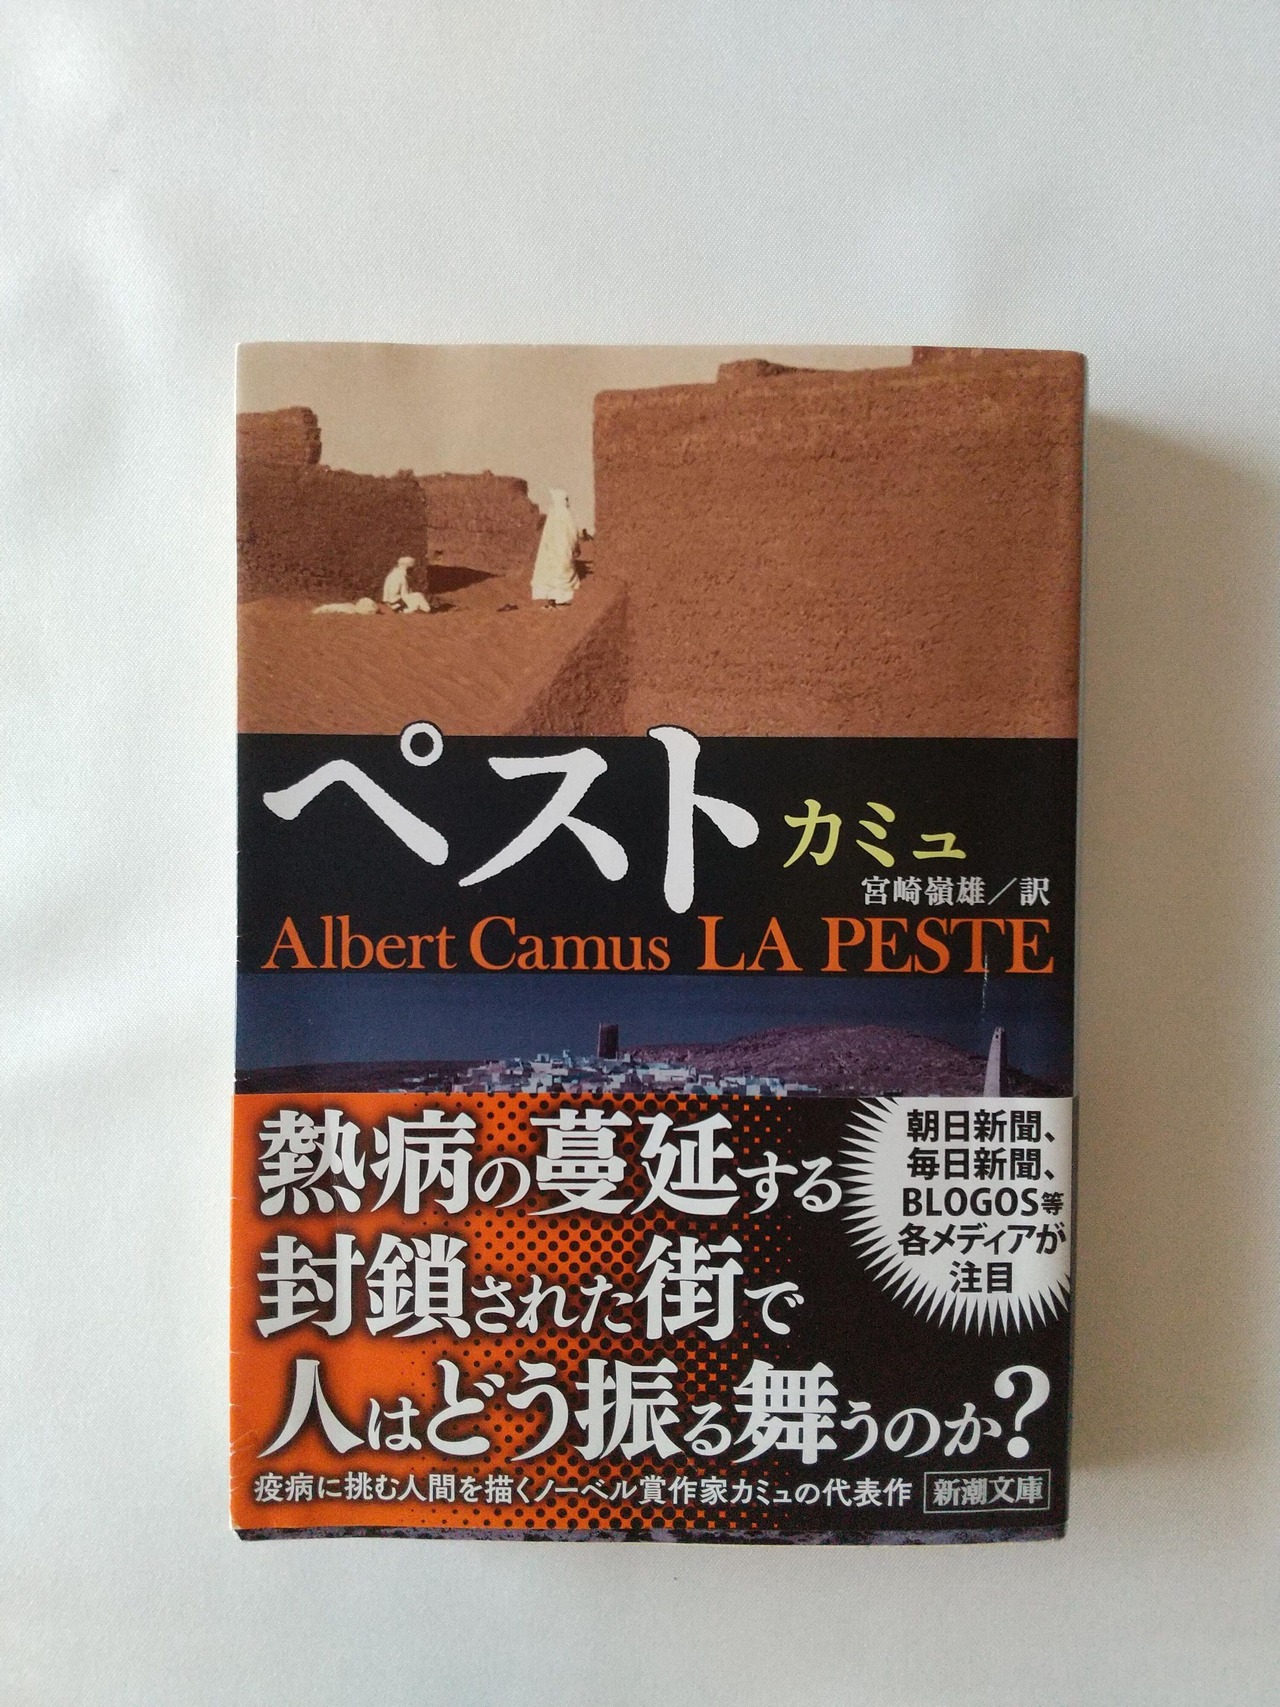 ペスト カミュ
宮崎嶺雄／訳
Albert Camus LA PESTE
熱病の蔓延する
封鎖された街で
人はどう振る舞うのか?
朝日新聞、
毎日新聞、
BLOGOS等
各メディアが
注目
疫病に挑む人間を描くノーベル賞作家カミュの代表作 新潮文庫